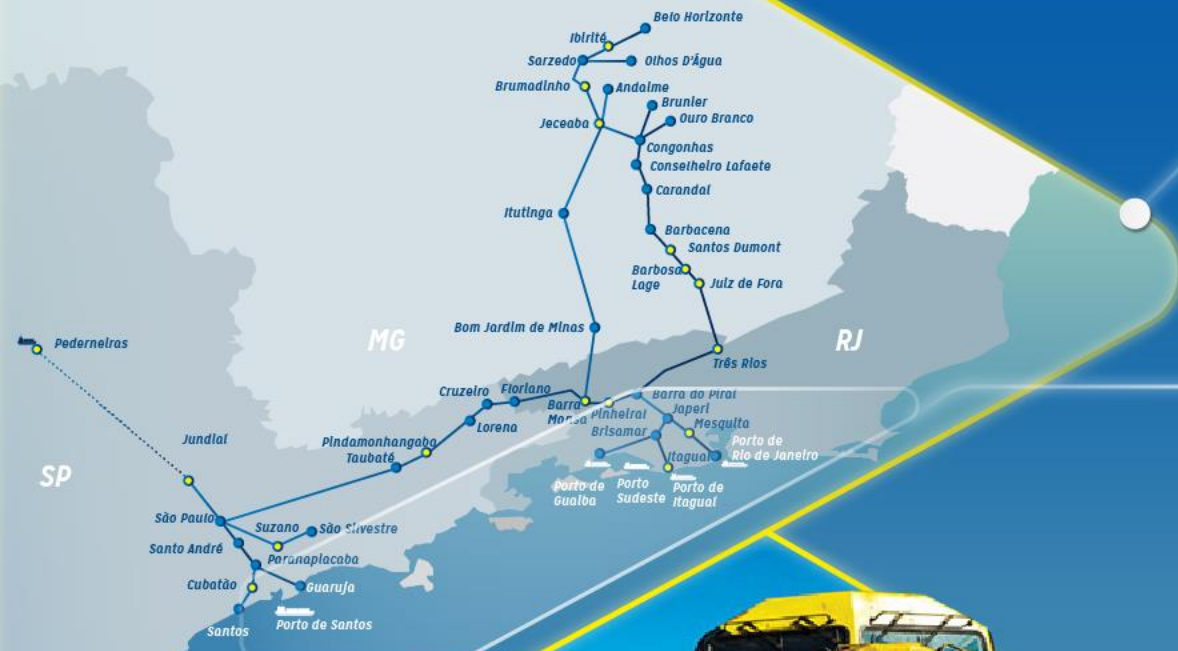 Belo Horizonte
Ibirité
Sarzedo
Olhos D'Água
Brumadinho
Andaime
Brunier
Ouro Branco
Jeceaba
Congonhas
Conselheiro Lafaete
Carandaí
Itutinga
Barbacena
Santos Dumont
Barbosa
Lage
Juiz de Fora
Bom Jardim de Minas
MG
RJ
Pederneiras
Três Rios
Cruzeiro
Floriano
Barra
Mansa
Pinheiral
Barra do Piraí
Japeri
Lorena
Mesquita
Brisamar
Jundiaí
Pindamonhangaba
Taubaté
Porto de
Rio de Janeiro
Itaguaí
SP
Porto de
Guaíba
Porto
Sudeste
Porto de
Itaguaí
São Paulo
Suzano
São Silvestre
Santo André
Paranapiacaba
Cubatão
Guarujá
Santos
Porto de Santos